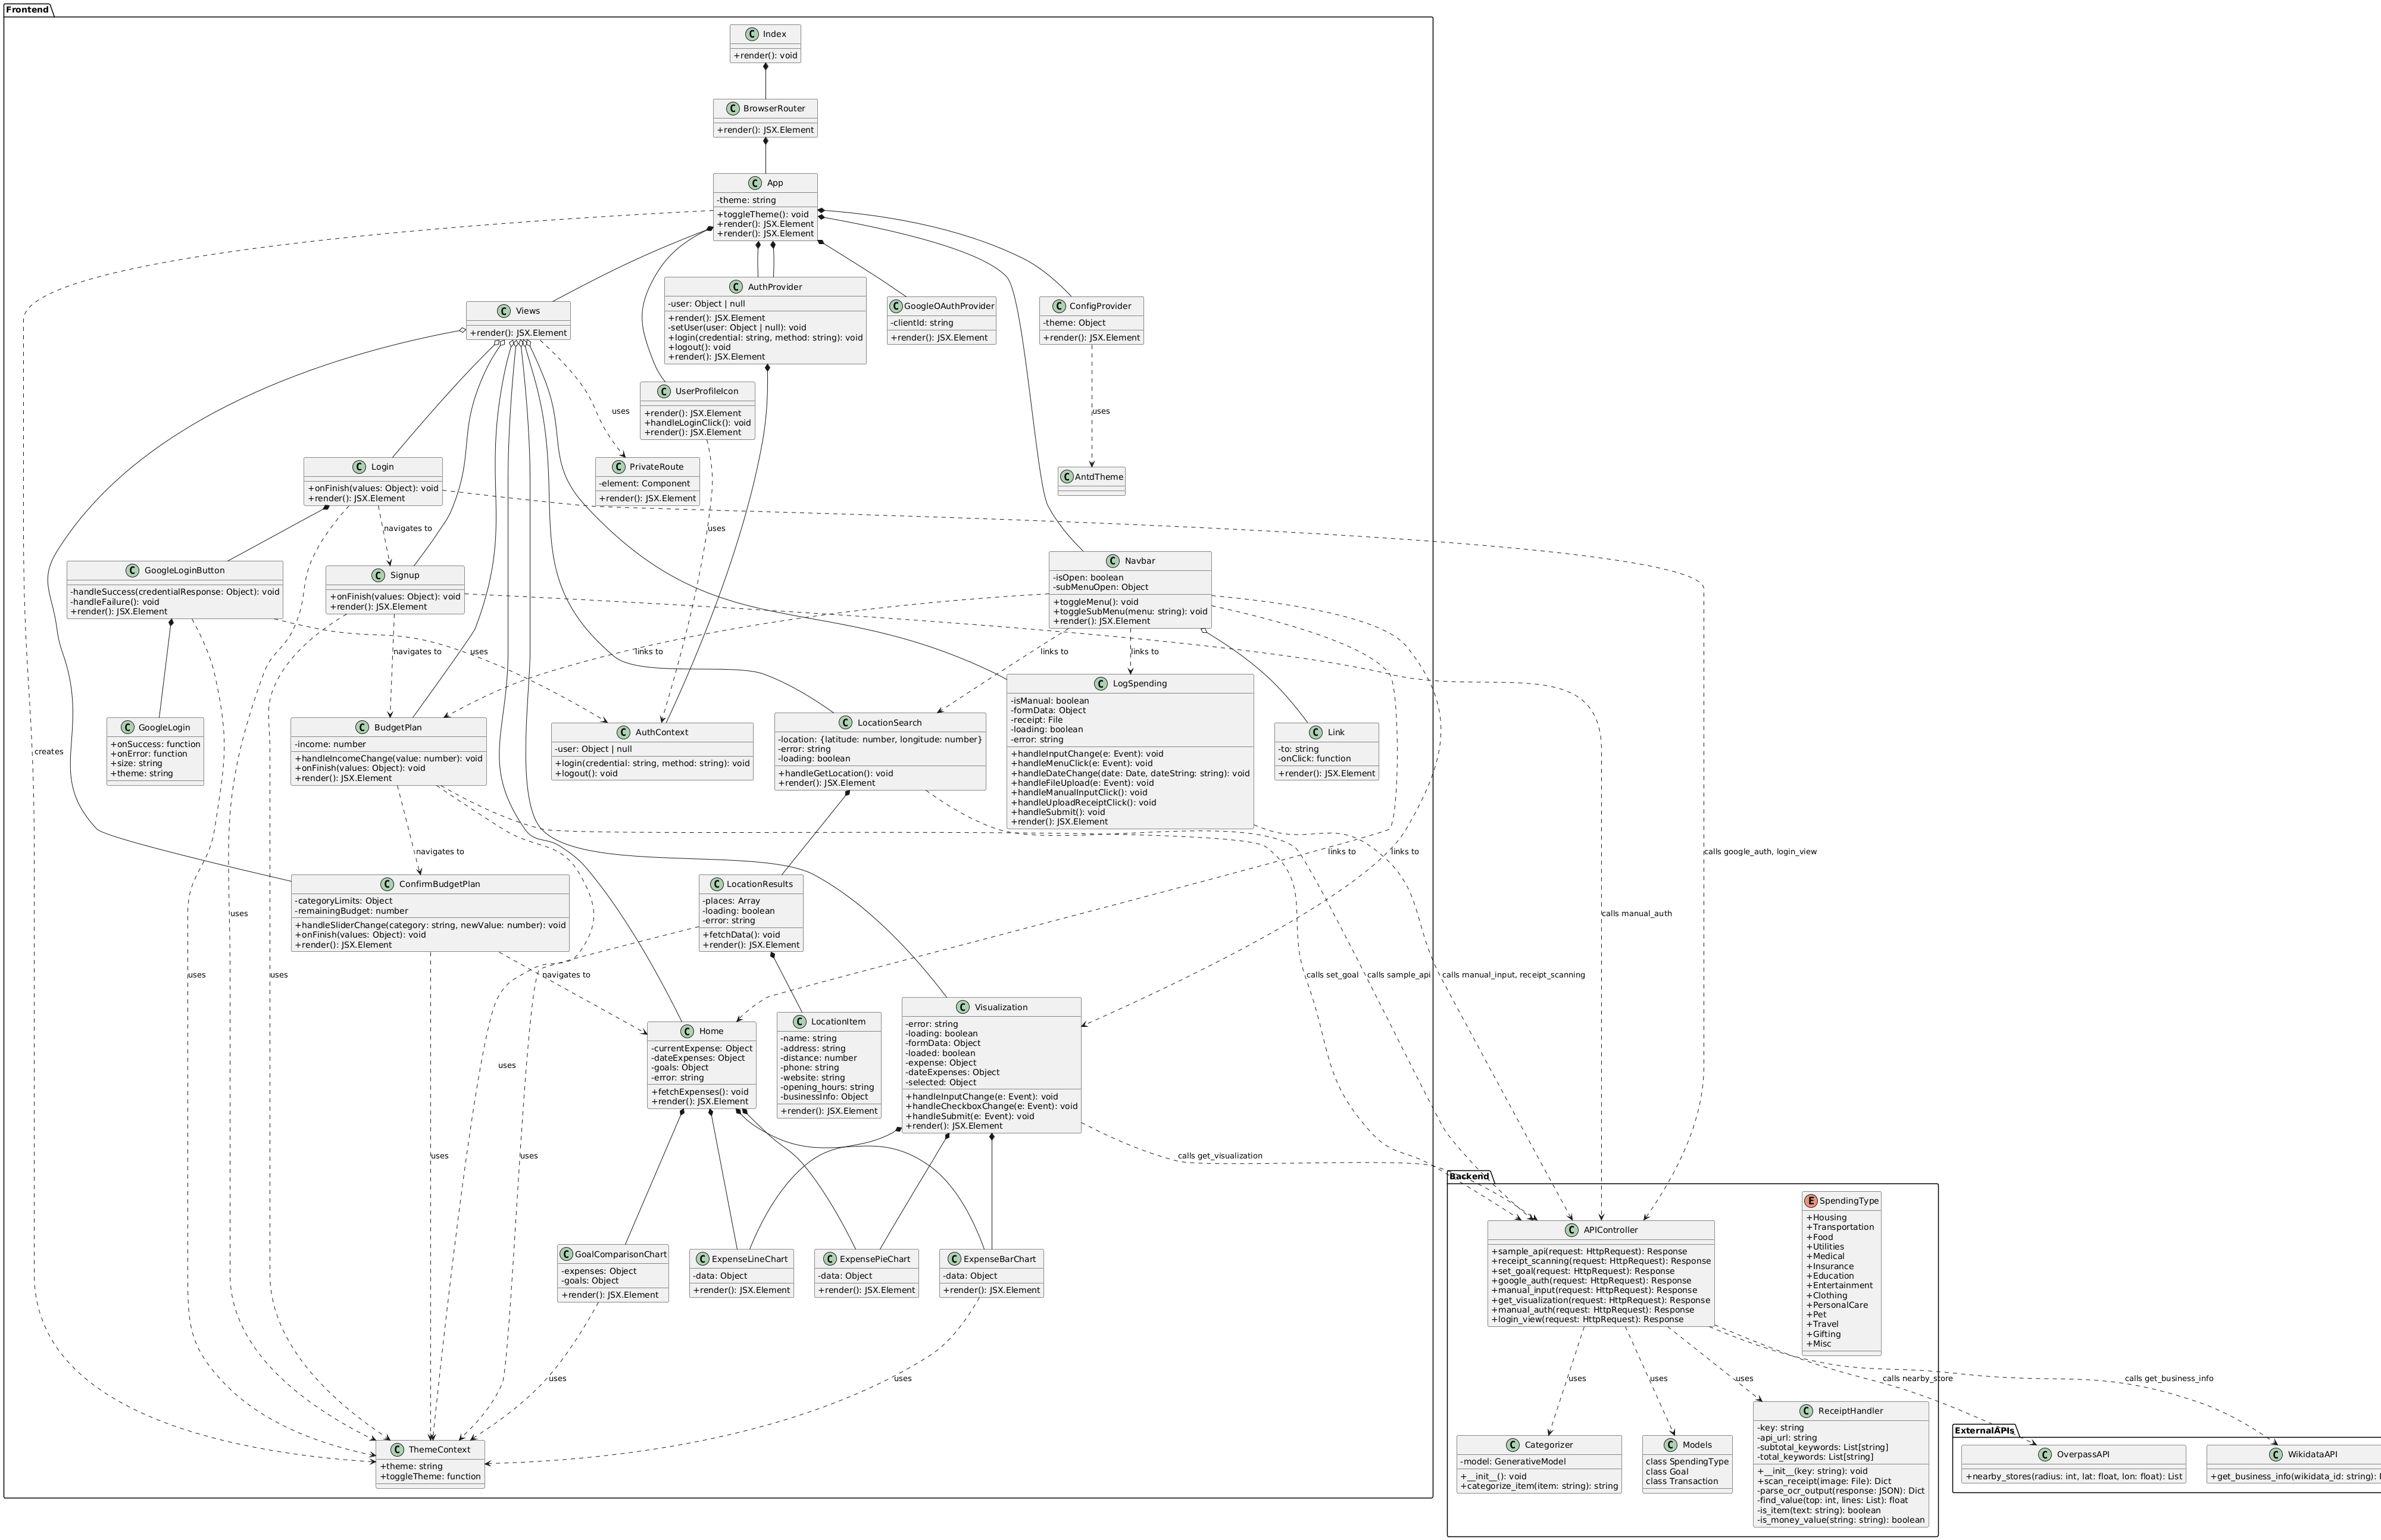 Frontend
Index
+render(): void
BrowserRouter
+render(): JSX.Element
App
-theme: string
+toggleTheme(): void
+render(): JSX.Element
+render(): JSX.Element
Views
+render(): JSX.Element
AuthProvider
-user: Object | null
+render(): JSX.Element
-setUser(user: Object | null): void
+login(credential: string, method: string): void
+logout(): void
+render(): JSX.Element
GoogleOAuthProvider
-clientId: string
+render(): JSX.Element
ConfigProvider
-theme: Object
+render(): JSX.Element
UserProfileIcon
+render(): JSX.Element
+handleLoginClick(): void
+render(): JSX.Element
uses
uses
Login
+onFinish(values: Object): void
+render(): JSX.Element
PrivateRoute
-element: Component
+render(): JSX.Element
AntdTheme
navigates to
uses
GoogleLoginButton
-handleSuccess(credentialResponse: Object): void
-handleFailure(): void
+render(): JSX.Element
Signup
+onFinish(values: Object): void
+render(): JSX.Element
Navbar
-isOpen: boolean
-subMenuOpen: Object
+toggleMenu(): void
+toggleSubMenu(menu: string): void
+render(): JSX.Element
navigates to
uses
links to
links to
links to
GoogleLogin
+onSuccess: function
+onError: function
+size: string
+theme: string
BudgetPlan
-income: number
+handleIncomeChange(value: number): void
+onFinish(values: Object): void
+render(): JSX.Element
AuthContext
-user: Object | null
+login(credential: string, method: string): void
+logout(): void
LocationSearch
-location: {latitude: number, longitude: number}
-error: string
-loading: boolean
+handleGetLocation(): void
+render(): JSX.Element
LogSpending
-isManual: boolean
-formData: Object
-receipt: File
-loading: boolean
-error: string
+handleInputChange(e: Event): void
+handleMenuClick(e: Event): void
+handleDateChange(date: Date, dateString: string): void
+handleFileUpload(e: Event): void
+handleManualInputClick(): void
+handleUploadReceiptClick(): void
+handleSubmit(): void
+render(): JSX.Element
Link
-to: string
-onClick: function
+render(): JSX.Element
creates
navigates to
links to
links to
calls google_auth, login_view
ConfirmBudgetPlan
-categoryLimits: Object
-remainingBudget: number
+handleSliderChange(category: string, newValue: number): void
+onFinish(values: Object): void
+render(): JSX.Element
LocationResults
-places: Array
-loading: boolean
-error: string
+fetchData(): void
+render(): JSX.Element
uses
calls manual_auth
uses
uses
navigates to
calls set_goal
calls sample_api
calls manual_input, receipt_scanning
Home
-currentExpense: Object
-dateExpenses: Object
-goals: Object
-error: string
+fetchExpenses(): void
+render(): JSX.Element
LocationItem
-name: string
-address: string
-distance: number
-phone: string
-website: string
-opening_hours: string
-businessInfo: Object
+render(): JSX.Element
Visualization
-error: string
-loading: boolean
-formData: Object
-loaded: boolean
-expense: Object
-dateExpenses: Object
-selected: Object
+handleInputChange(e: Event): void
+handleCheckboxChange(e: Event): void
+handleSubmit(e: Event): void
+render(): JSX.Element
uses
uses
uses
calls get_visualization
GoalComparisonChart
-expenses: Object
-goals: Object
+render(): JSX.Element
ExpenseLineChart
-data: Object
+render(): JSX.Element
ExpensePieChart
-data: Object
+render(): JSX.Element
ExpenseBarChart
-data: Object
+render(): JSX.Element
uses
uses
ThemeContext
+theme: string
+toggleTheme: function
Backend
APIController
+sample_api(request: HttpRequest): Response
+receipt_scanning(request: HttpRequest): Response
+set_goal(request: HttpRequest): Response
+google_auth(request: HttpRequest): Response
+manual_input(request: HttpRequest): Response
+get_visualization(request: HttpRequest): Response
+manual_auth(request: HttpRequest): Response
+login_view(request: HttpRequest): Response
SpendingType
+Housing
+Transportation
+Food
+Utilities
+Medical
+Insurance
+Education
+Entertainment
+Clothing
+PersonalCare
+Pet
+Travel
+Gifting
+Misc
uses
uses
uses
calls nearby_store
calls get_business_info
Categorizer
-model: GenerativeModel
+__init__(): void
+categorize_item(item: string): string
Models
class SpendingType
class Goal
class Transaction
ReceiptHandler
-key: string
-api_url: string
-subtotal_keywords: List[string]
-total_keywords: List[string]
+__init__(key: string): void
+scan_receipt(image: File): Dict
-parse_ocr_output(response: JSON): Dict
-find_value(top: int, lines: List): float
-is_item(text: string): boolean
-is_money_value(string: string): boolean
ExternalAPIs
OverpassAPI
+nearby_stores(radius: int, lat: float, lon: float): List
WikidataAPI
+get_business_info(wikidata_id: string):